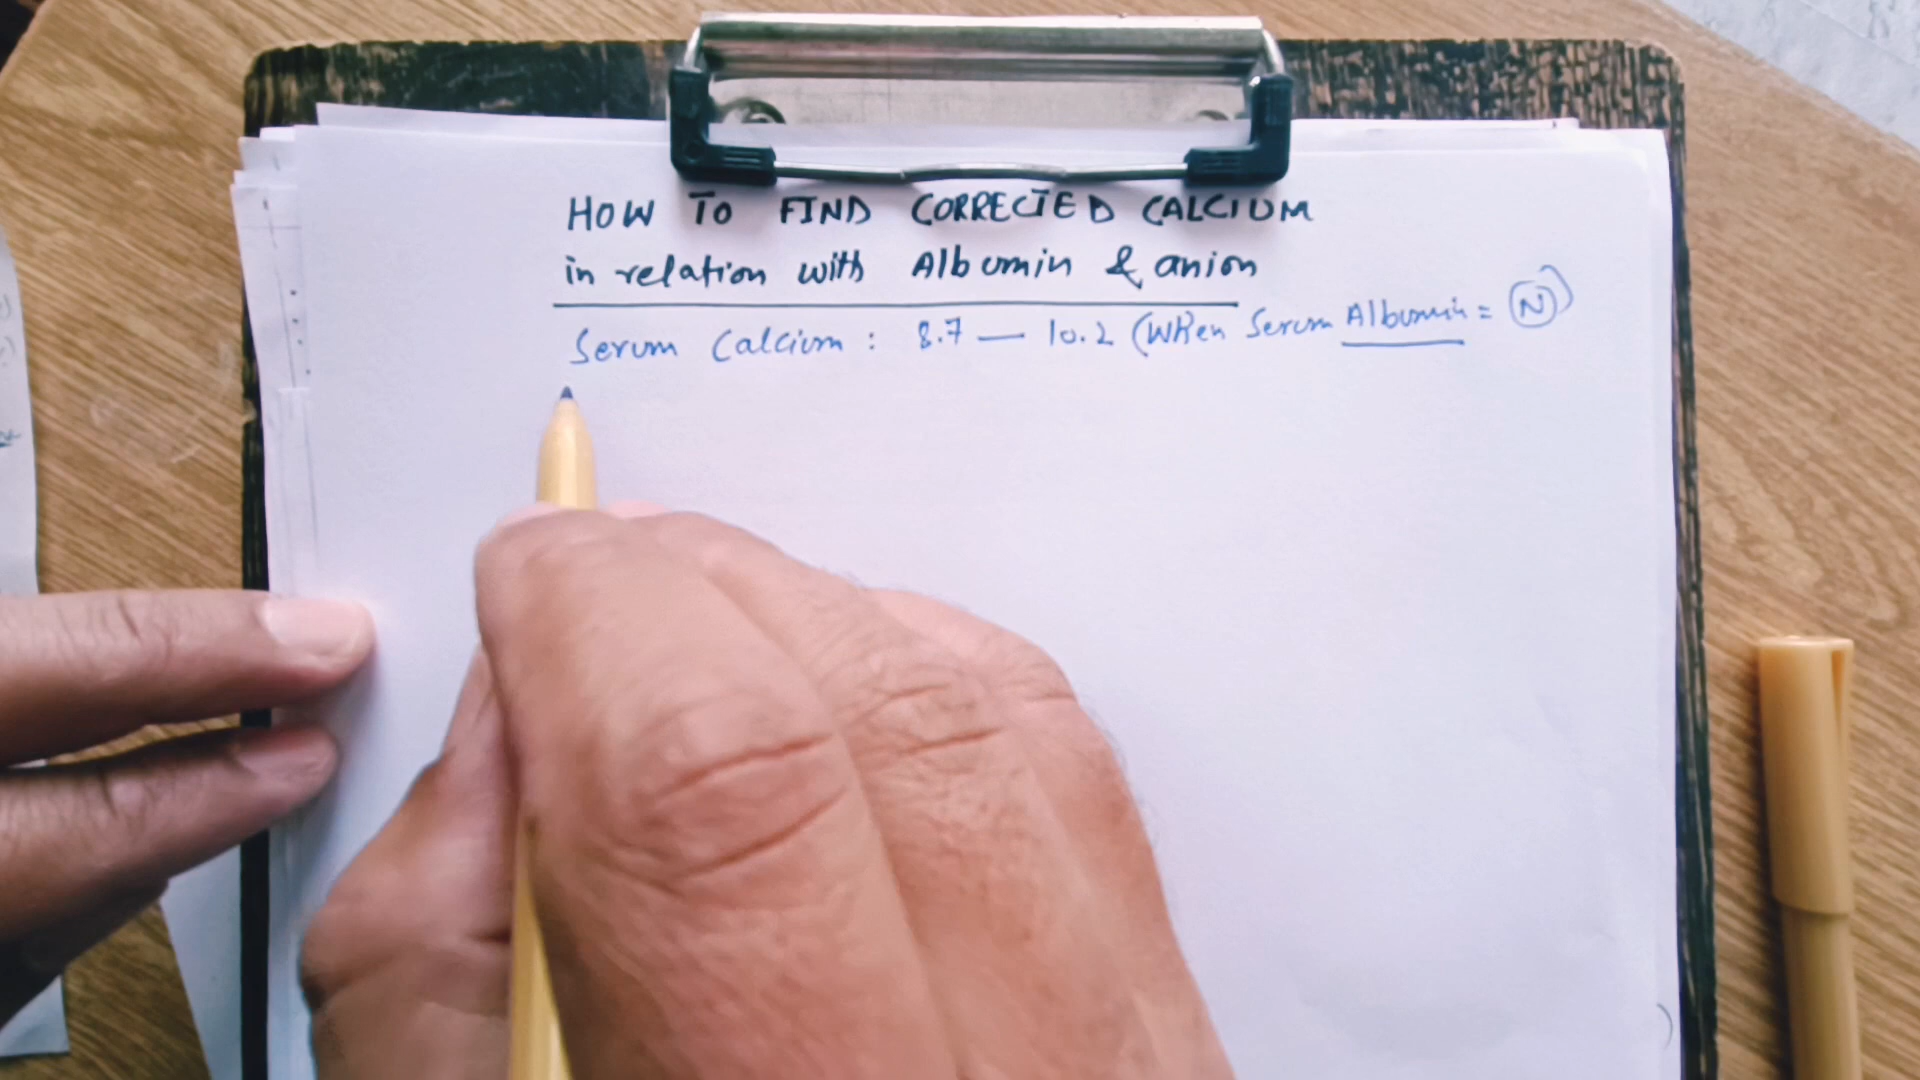 HOW TO FIND CORRECTED CALCIUM
in relation with Albumin & anion
Serum Calcium : 8.7 — 10.2 (When Serum Albumin = N)